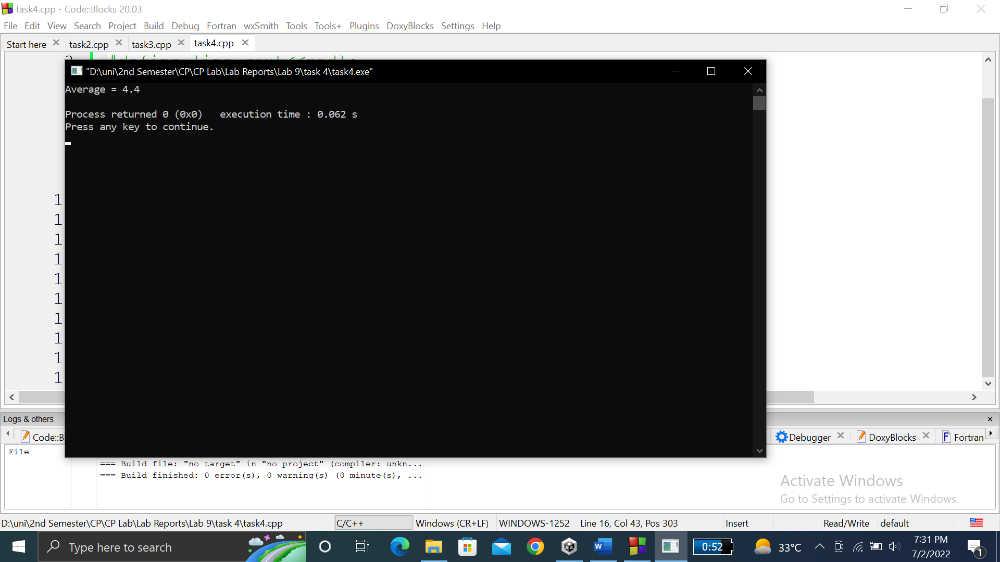 task4.cpp - Code::Blocks 20.03
File Edit View Search Project Build Debug Fortran wxSmith Tools Tools+ Plugins DoxyBlocks Settings Help
Start here task2.cpp task3.cpp task4.cpp
"D:\uni\2nd Semester\CP\CP Lab\Lab Reports\Lab 9\task 4\task4.exe"
Average = 4.4
Process returned 0 (0x0)   execution time : 0.062 s
Press any key to continue.
1
1
1
1
1
1
1
1
1
1
Logs & others
Code::B Debugger DoxyBlocks Fortran
File
=== Build file: "no target" in "no project" (compiler: unkn...
=== Build finished: 0 error(s), 0 warning(s) (0 minute(s), ...
Activate Windows
Go to Settings to activate Windows.
D:\uni\2nd Semester\CP\CP Lab\Lab Reports\Lab 9\task 4\task4.cpp C/C++ Windows (CR+LF) WINDOWS-1252 Line 16, Col 43, Pos 303 Insert Read/Write default
Type here to search W 0:52 33°C 7:31 PM
7/2/2022 1